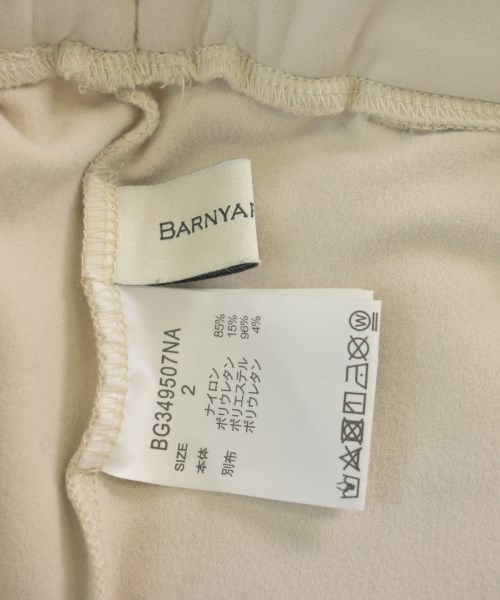 BARNYA
BG349507NA
SIZE 2
本体 ナイロン 85%
ポリウレタン 15%
別布 ポリエステル 96%
ポリウレタン 4%